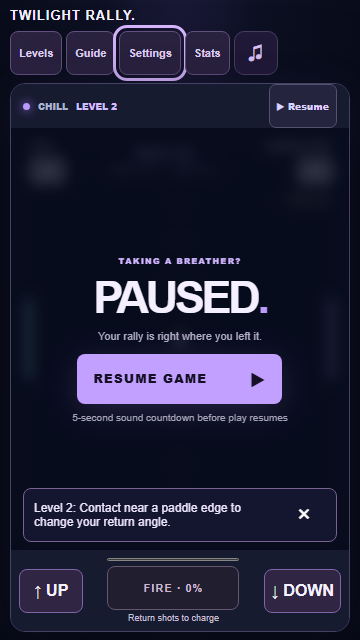 TWILIGHT RALLY.
Levels Guide Settings Stats
CHILL LEVEL 2 ▶ Resume
TAKING A BREATHER?
PAUSED.
Your rally is right where you left it.
RESUME GAME ▶
5-second sound countdown before play resumes
Level 2: Contact near a paddle edge to
change your return angle.
↑ UP FIRE · 0% ↓ DOWN
Return shots to charge